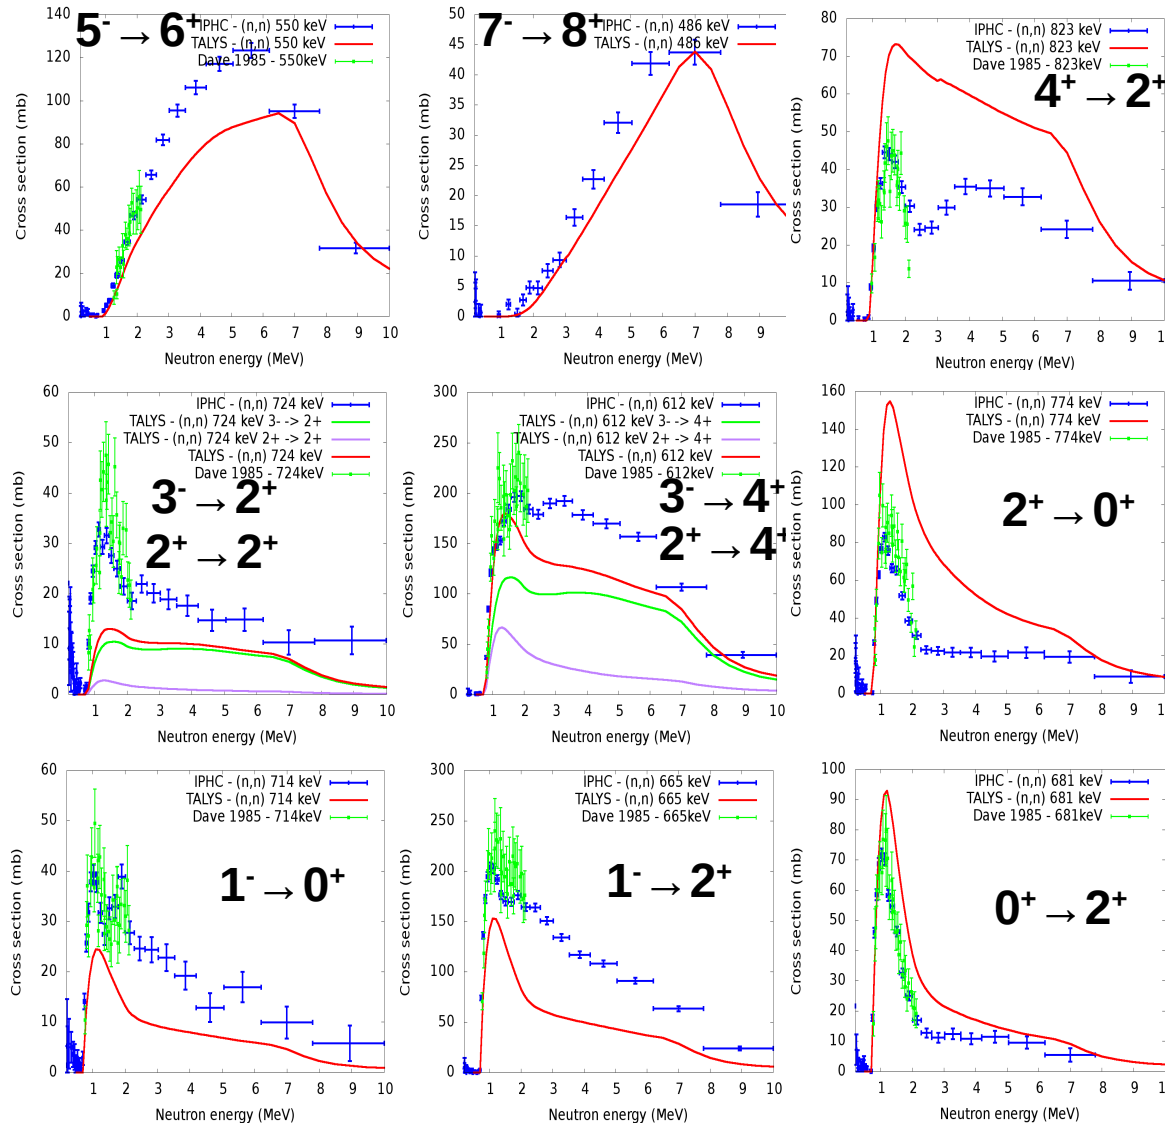 5⁻ → 6⁺
IPHC - (n,n) 550 keV
TALYS - (n,n) 550 keV
Dave 1985 - 550keV
Cross section (mb)
140
120
100
80
60
40
20
0
0 1 2 3 4 5 6 7 8 9 10
Neutron energy (MeV)
7⁻ → 8⁺
IPHC - (n,n) 486 keV
TALYS - (n,n) 486 keV
Cross section (mb)
50
45
40
35
30
25
20
15
10
5
0
0 1 2 3 4 5 6 7 8 9
Neutron energy (MeV)
IPHC - (n,n) 823 keV
TALYS - (n,n) 823 keV
Dave 1985 - 823keV
4⁺ → 2⁺
Cross section (mb)
80
70
60
50
40
30
20
10
0
1 2 3 4 5 6 7 8 9 1
Neutron energy (MeV)
IPHC - (n,n) 724 keV
TALYS - (n,n) 724 keV 3- -> 2+
TALYS - (n,n) 724 keV 2+ -> 2+
TALYS - (n,n) 724 keV
Dave 1985 - 724keV
3⁻ → 2⁺
2⁺ → 2⁺
Cross section (mb)
60
50
40
30
20
10
0
1 2 3 4 5 6 7 8 9 10
Neutron energy (MeV)
IPHC - (n,n) 612 keV
TALYS - (n,n) 612 keV 3- -> 4+
TALYS - (n,n) 612 keV 2+ -> 4+
TALYS - (n,n) 612 keV
Dave 1985 - 612keV
3⁻ → 4⁺
2⁺ → 4⁺
Cross section (mb)
300
250
200
150
100
50
0
1 2 3 4 5 6 7 8 9 10
Neutron energy (MeV)
IPHC - (n,n) 774 keV
TALYS - (n,n) 774 keV
Dave 1985 - 774keV
2⁺ → 0⁺
Cross section (mb)
160
140
120
100
80
60
40
20
0
1 2 3 4 5 6 7 8 9 1
Neutron energy (MeV)
IPHC - (n,n) 714 keV
TALYS - (n,n) 714 keV
Dave 1985 - 714keV
1⁻ → 0⁺
Cross section (mb)
60
50
40
30
20
10
0
1 2 3 4 5 6 7 8 9 10
Neutron energy (MeV)
IPHC - (n,n) 665 keV
TALYS - (n,n) 665 keV
Dave 1985 - 665keV
1⁻ → 2⁺
Cross section (mb)
300
250
200
150
100
50
0
1 2 3 4 5 6 7 8 9 10
Neutron energy (MeV)
IPHC - (n,n) 681 keV
TALYS - (n,n) 681 keV
Dave 1985 - 681keV
0⁺ → 2⁺
Cross section (mb)
100
90
80
70
60
50
40
30
20
10
0
1 2 3 4 5 6 7 8 9 1
Neutron energy (MeV)